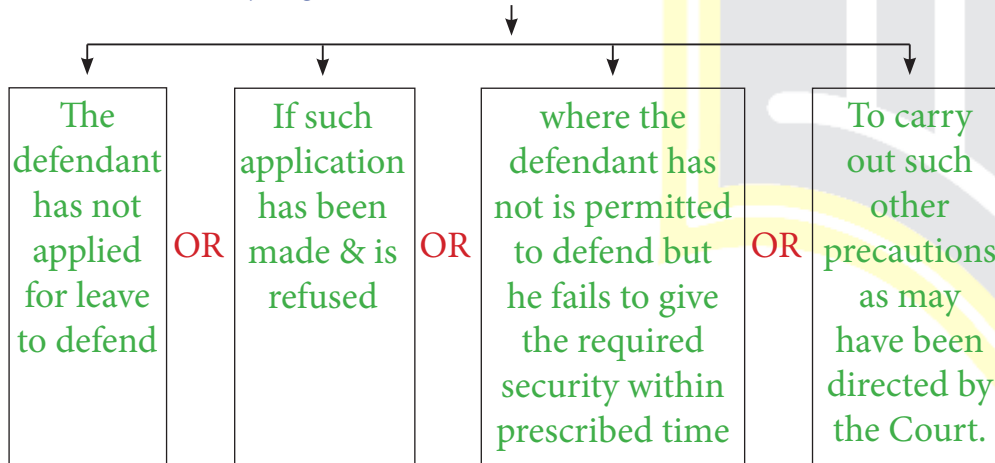 The
defendant
has not
applied
for leave
to defend
OR
If such
application
has been
made & is
refused
OR
where the
defendant has
not is permitted
to defend but
he fails to give
the required
security within
prescribed time
OR
To carry
out such
other
precautions
as may
have been
directed by
the Court.